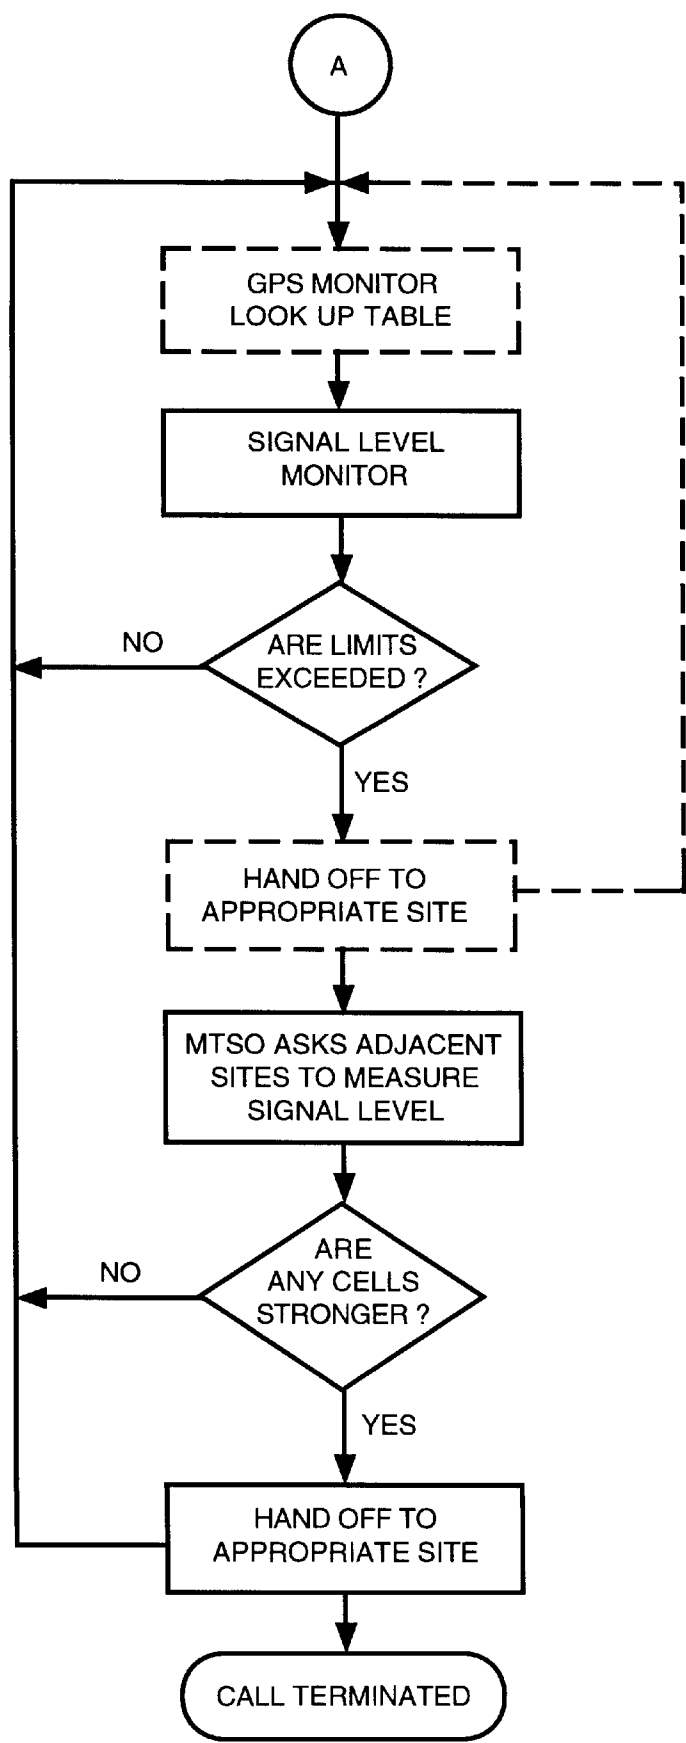 A
GPS MONITOR
LOOK UP TABLE
SIGNAL LEVEL
MONITOR
NO
ARE LIMITS
EXCEEDED ?
YES
HAND OFF TO
APPROPRIATE SITE
MTSO ASKS ADJACENT
SITES TO MEASURE
SIGNAL LEVEL
NO
ARE
ANY CELLS
STRONGER ?
YES
HAND OFF TO
APPROPRIATE SITE
CALL TERMINATED